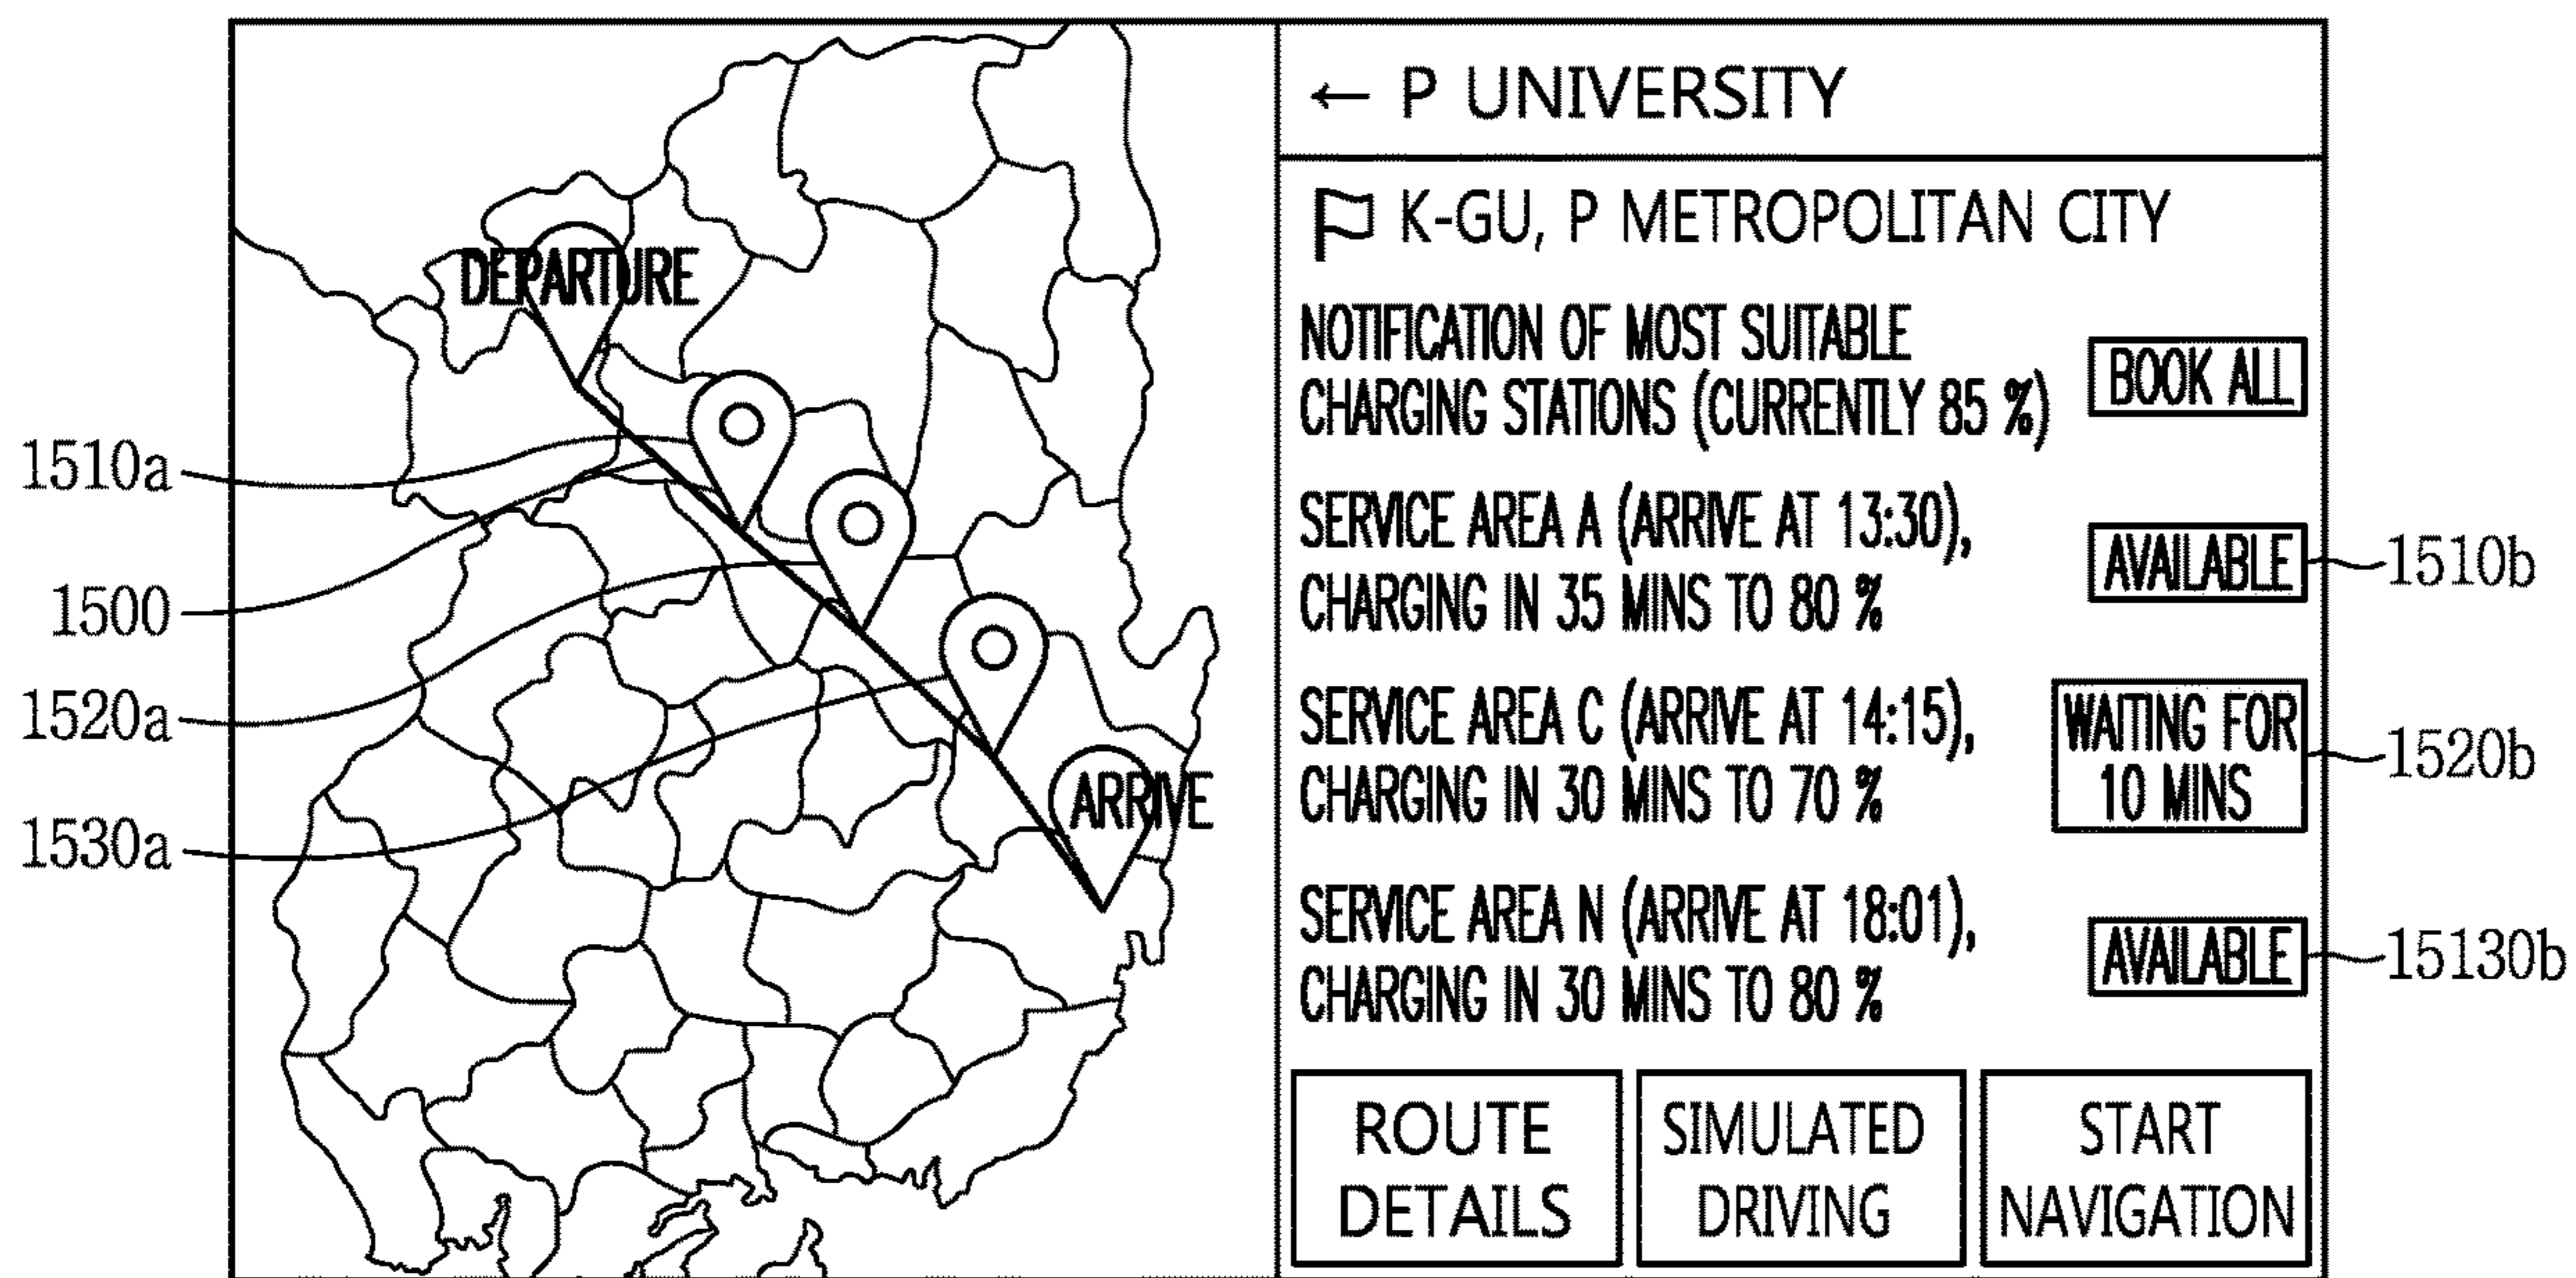 ← P UNIVERSITY
K-GU, P METROPOLITAN CITY
NOTIFICATION OF MOST SUITABLE
CHARGING STATIONS (CURRENTLY 85 %)
BOOK ALL
SERVICE AREA A (ARRIVE AT 13:30),
CHARGING IN 35 MINS TO 80 %
AVAILABLE
1510b
SERVICE AREA C (ARRIVE AT 14:15),
CHARGING IN 30 MINS TO 70 %
WAITING FOR
10 MINS
1520b
SERVICE AREA N (ARRIVE AT 18:01),
CHARGING IN 30 MINS TO 80 %
AVAILABLE
15130b
ROUTE
DETAILS
SIMULATED
DRIVING
START
NAVIGATION
DEPARTURE
ARRIVE
1510a
1500
1520a
1530a